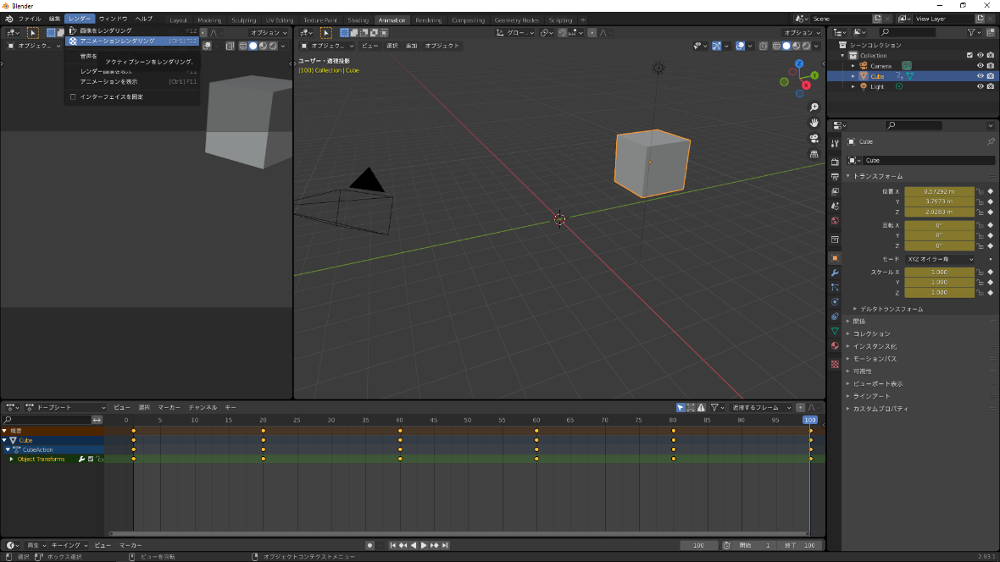 Blender
ファイル 編集 レンダー ウィンドウ ヘルプ Layout Modeling Sculpting UV Editing Texture Paint Shading Animation Rendering Compositing Geometry Nodes Scripting Scene View Layer
画像をレンダリング F12
アニメーションレンダリング [Ctrl] F12
音声を
アクティブシーンをレンダリング.
レンダー画像を表示 F11
アニメーションを表示 [Ctrl] F11
インターフェイスを固定
オプション
オブジェク...
グロー...
オプション
オブジェク... ビュー 選択 追加 オブジェクト
ユーザー・透視投影
(100) Collection | Cube
X Y Z
シーンコレクション
Collection
Camera
Cube
Light
Cube
Cube
トランスフォーム
位置 X 0.57292 m
Y 3.7973 m
Z 2.0283 m
回転 X 0°
Y 0°
Z 0°
モード XYZ オイラー角
スケール X 1.000
Y 1.000
Z 1.000
デルタトランスフォーム
関係
コレクション
インスタンス化
モーションパス
可視性
ビューポート表示
ラインアート
カスタムプロパティ
ドープシート ビュー 選択 マーカー チャンネル キー 近接するフレーム
0 5 10 15 20 25 30 35 40 45 50 55 60 65 70 75 80 85 90 95 100
概要
Cube
CubeAction
Object Transforms
再生 キーイング ビュー マーカー 100 開始 1 終了 100
選択 ボックス選択 ビューを回転 オブジェクトコンテクストメニュー 2.93.1